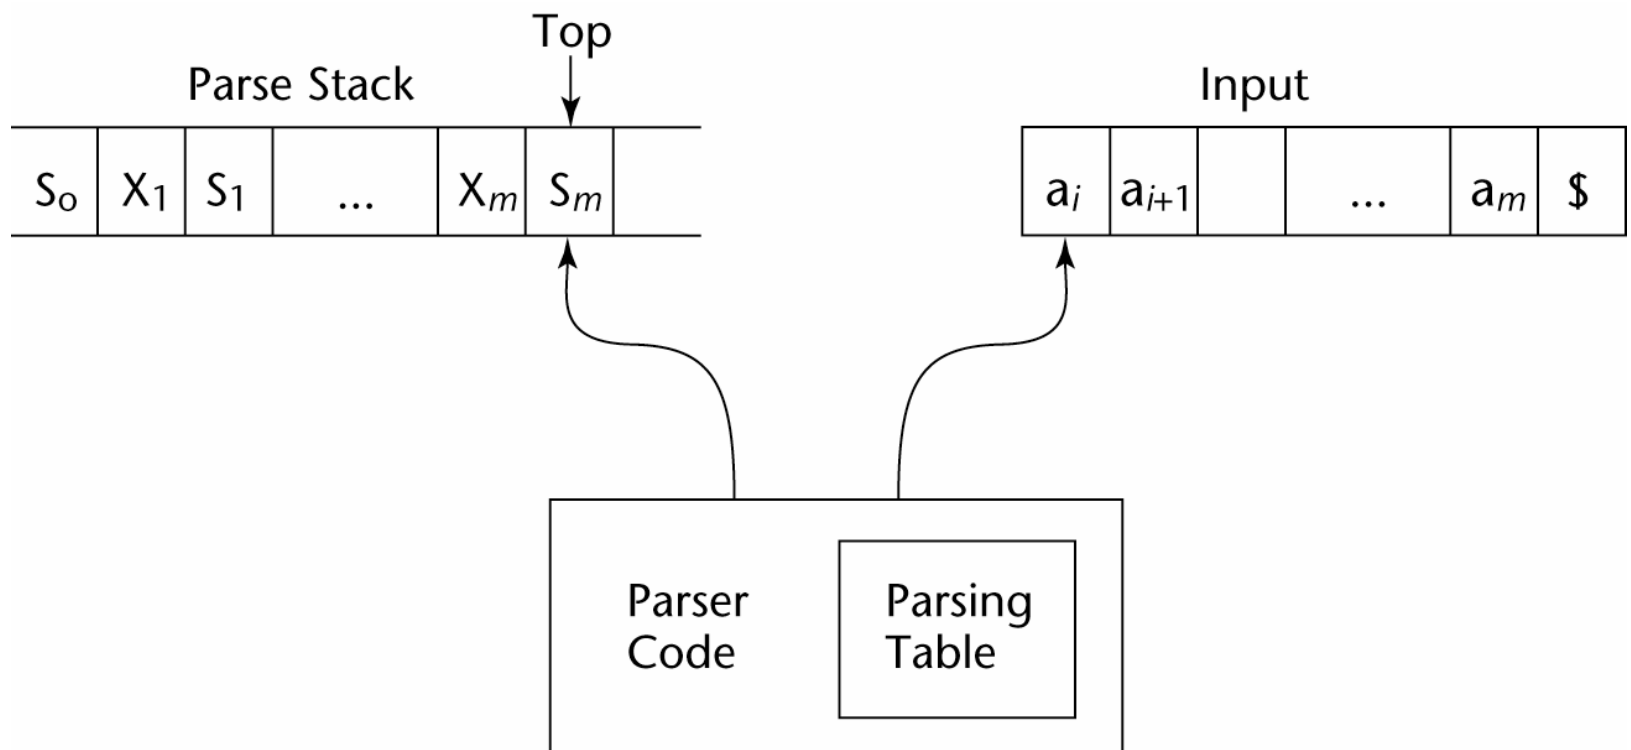 Top
Parse Stack
Input
S₀ X₁ S₁ ... Xₘ Sₘ
aᵢ aᵢ₊₁ ... aₘ $
Parser
Code
Parsing
Table